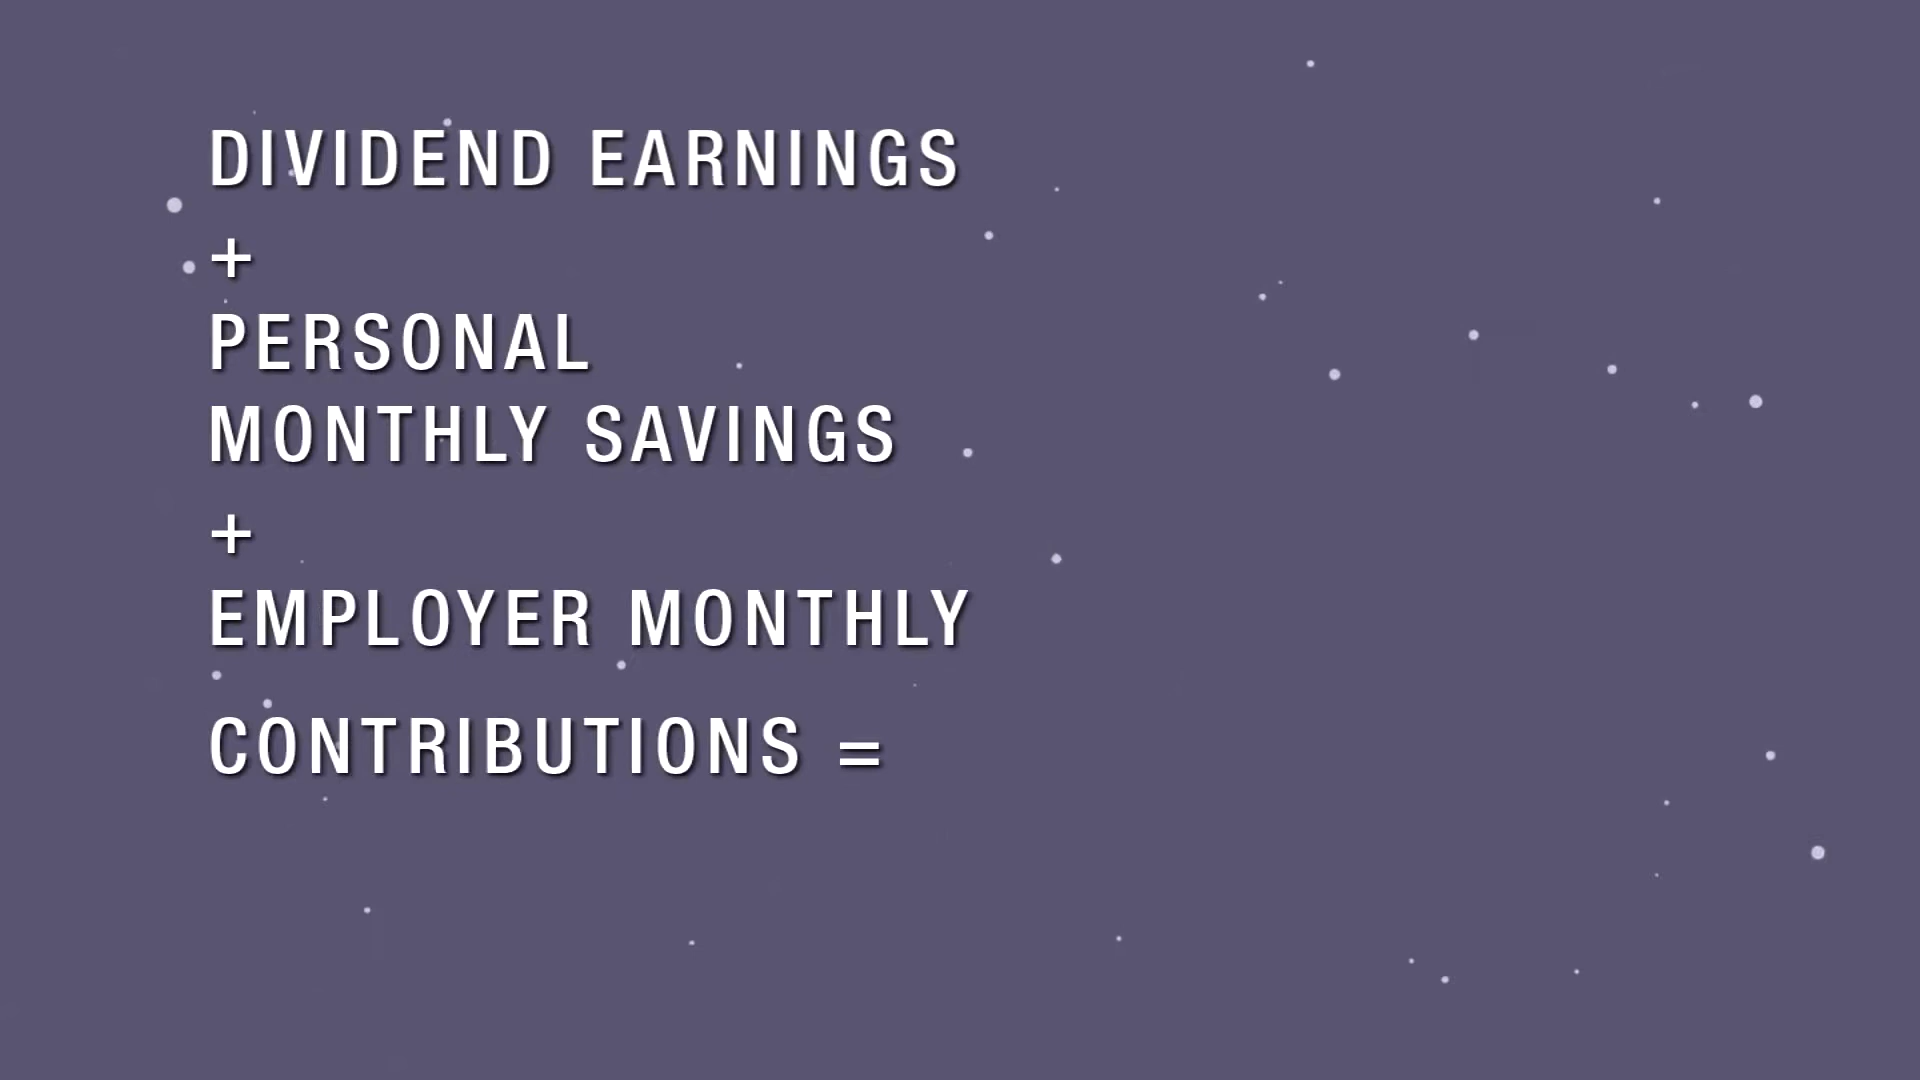 DIVIDEND EARNINGS
+
PERSONAL
MONTHLY SAVINGS
+
EMPLOYER MONTHLY
CONTRIBUTIONS =